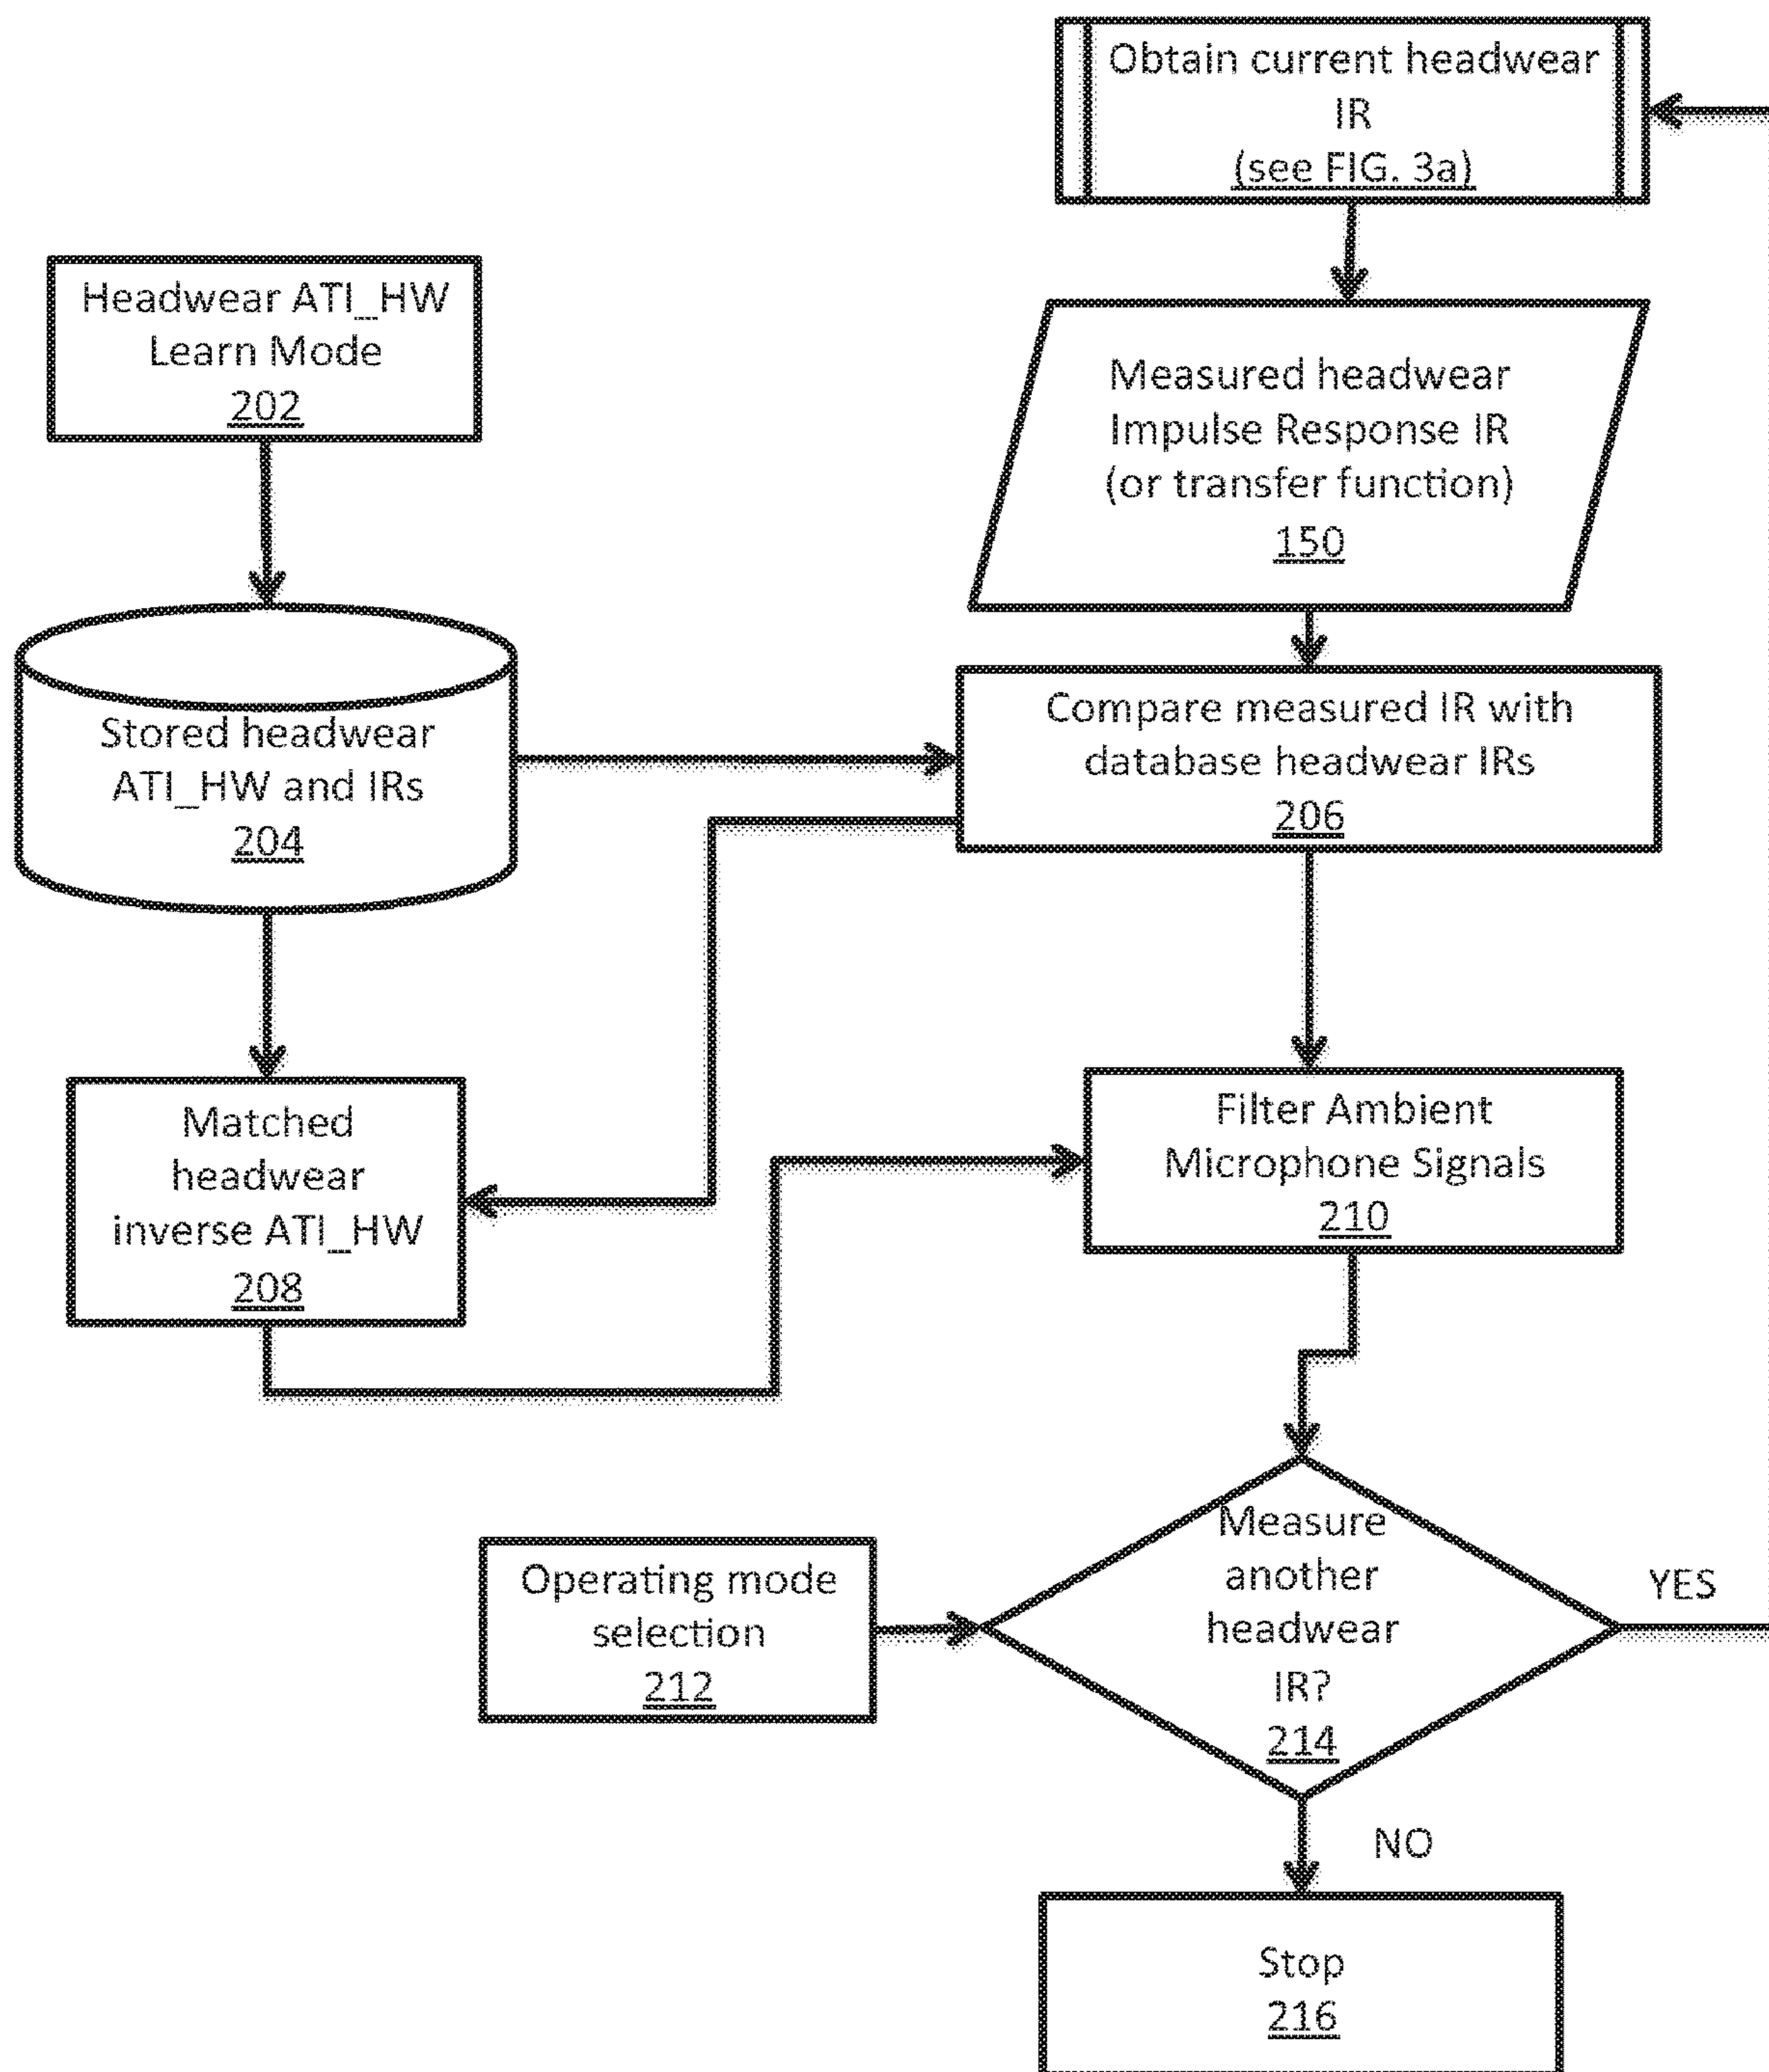 Obtain current headwear
IR
(see FIG. 3a)
Headwear ATI_HW
Learn Mode
202
Measured headwear
Impulse Response IR
(or transfer function)
150
Stored headwear
ATI_HW and IRs
204
Compare measured IR with
database headwear IRs
206
Matched
headwear
inverse ATI_HW
208
Filter Ambient
Microphone Signals
210
Operating mode
selection
212
Measure
another
headwear
IR?
214
YES
NO
Stop
216